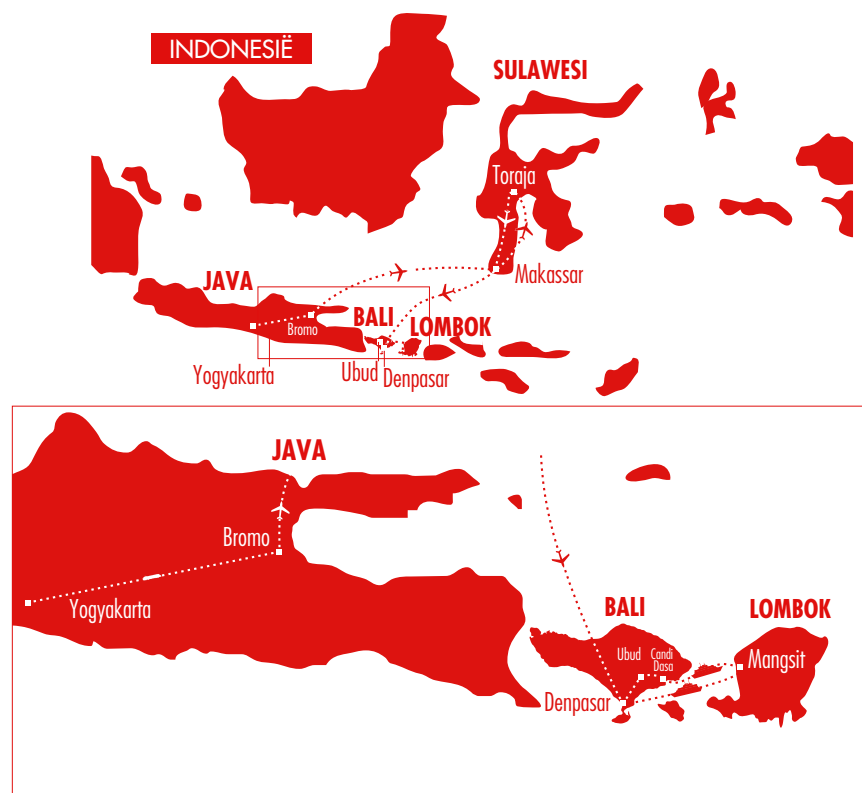 INDONESIË
SULAWESI
Toraja
Makassar
JAVA
Bromo
BALI
LOMBOK
Yogyakarta
Ubud
Denpasar
JAVA
Bromo
Yogyakarta
BALI
LOMBOK
Ubud
Candi
Dasa
Mangsit
Denpasar